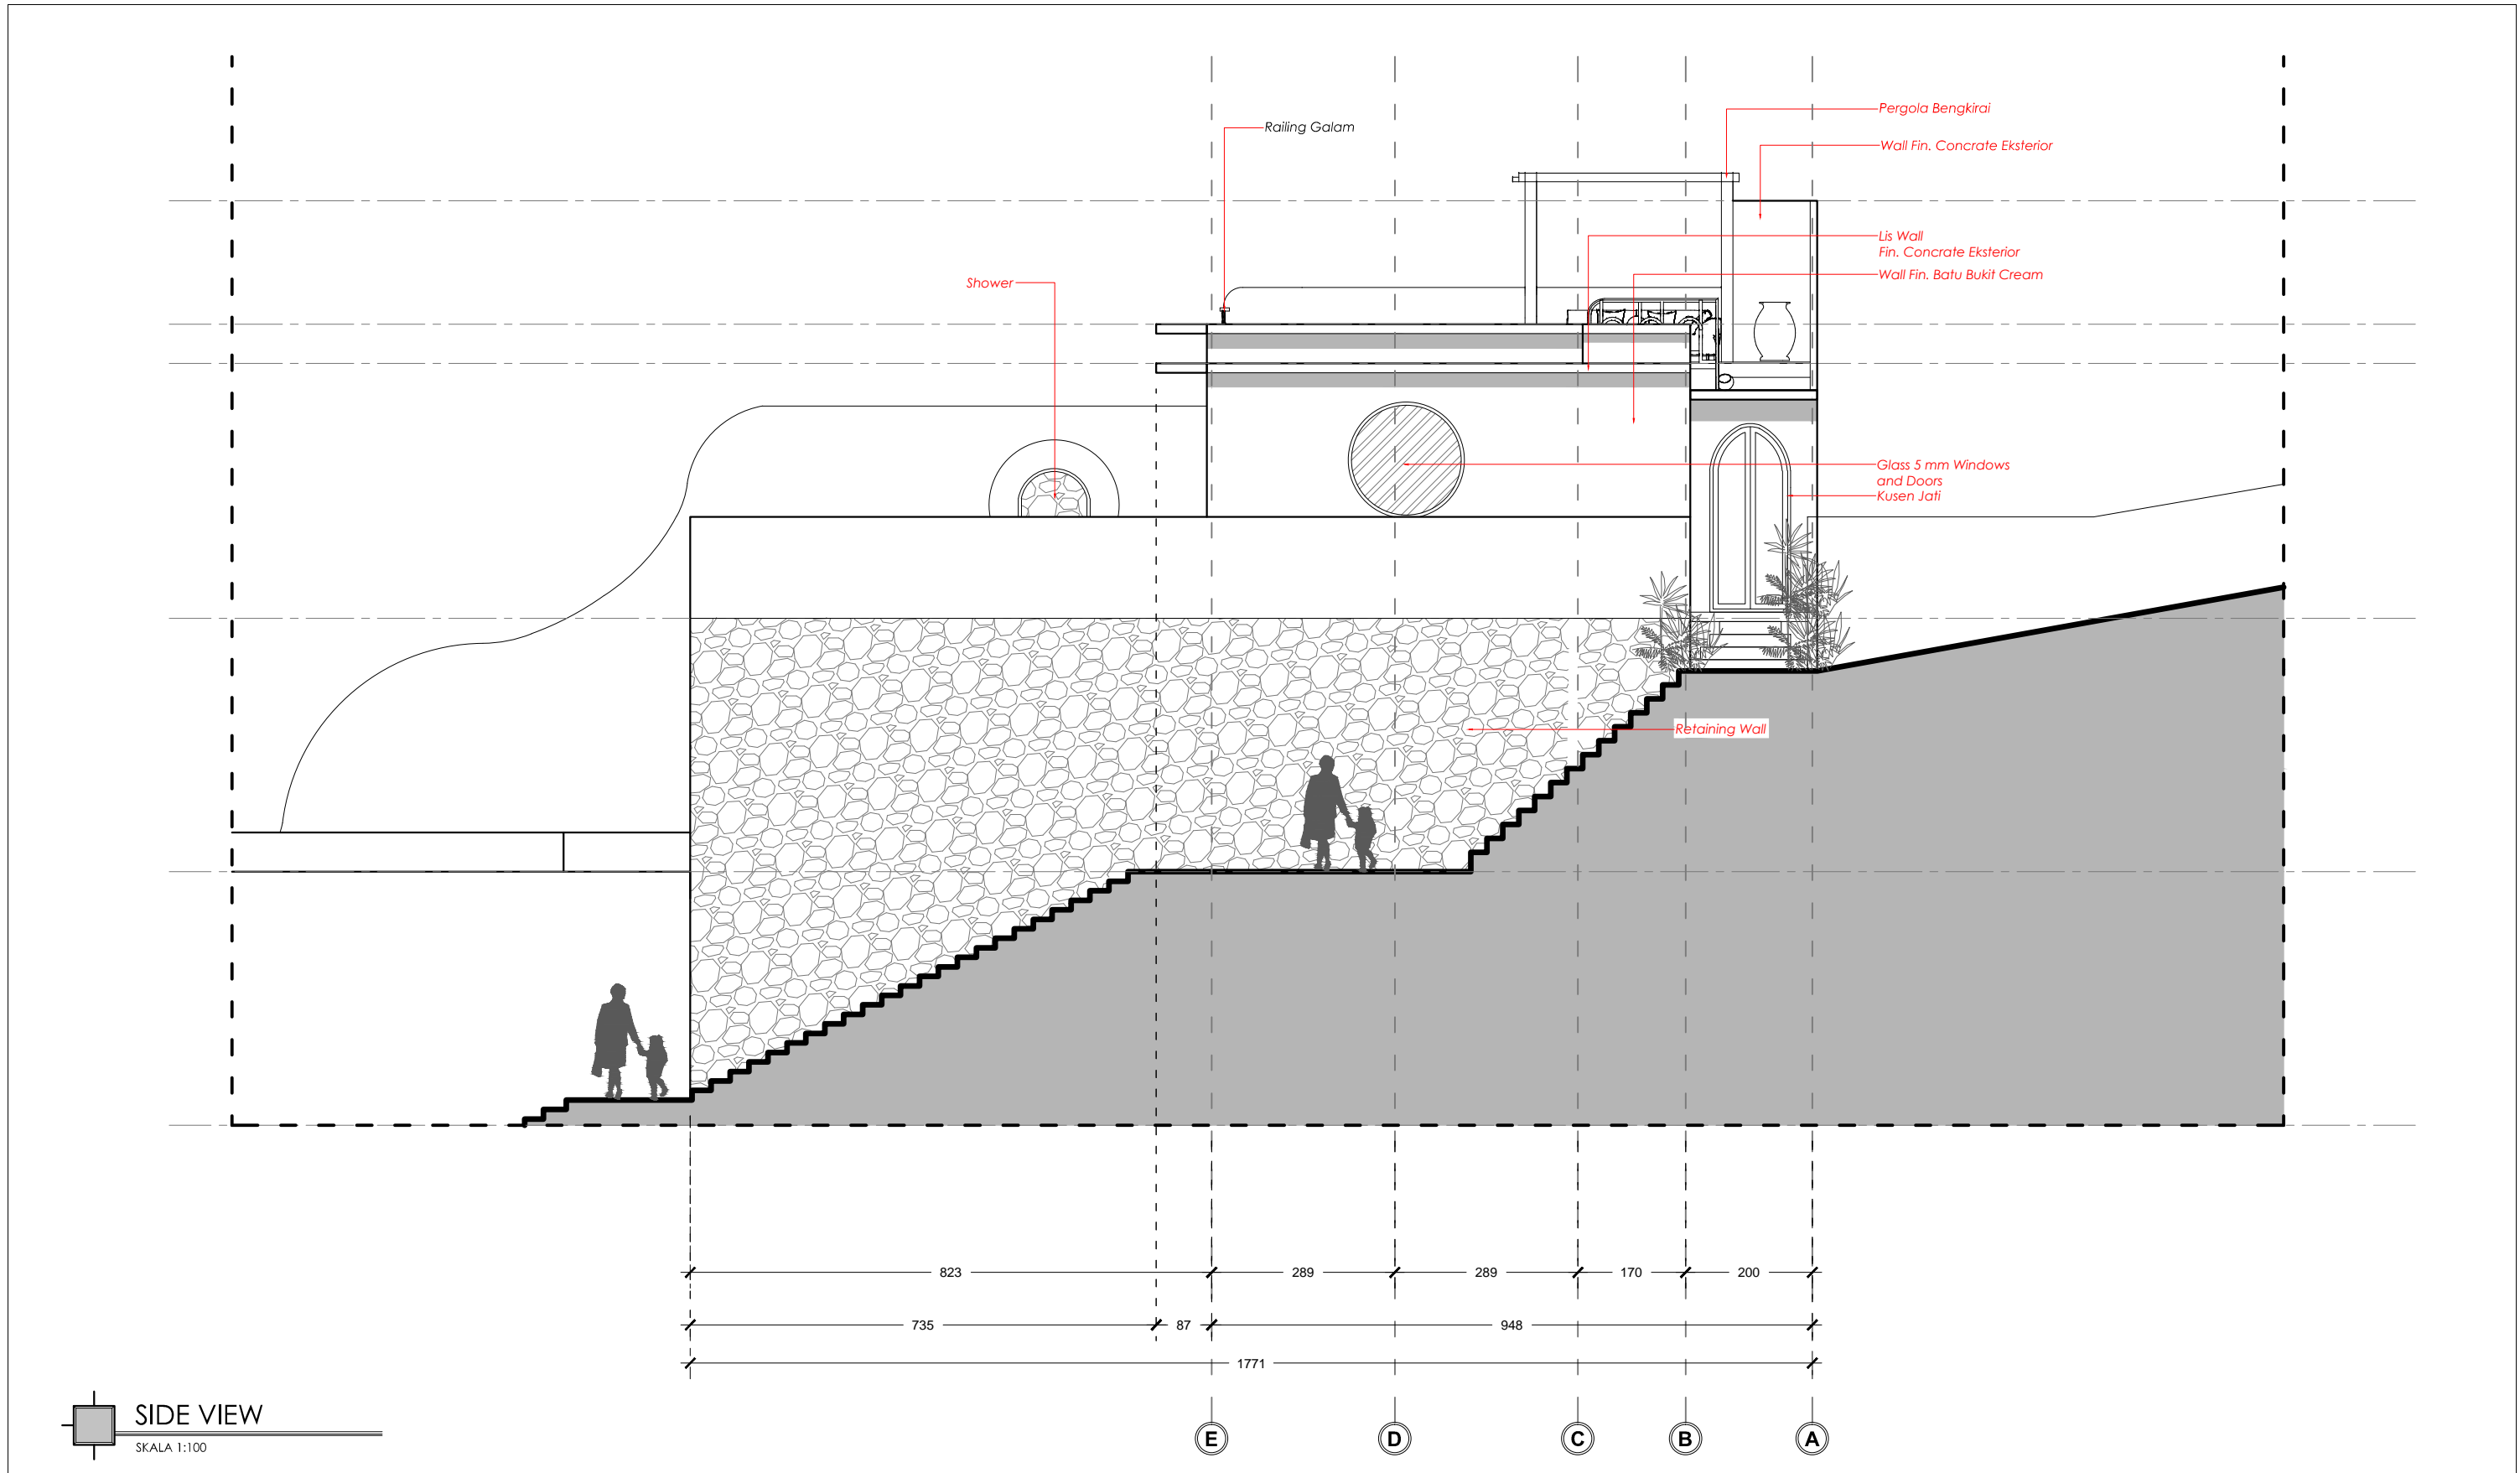 Pergola Bengkirai
Railing Galam
Wall Fin. Concrate Eksterior
Lis Wall
Fin. Concrate Eksterior
Wall Fin. Batu Bukit Cream
Shower
Glass 5 mm Windows
and Doors
Kusen Jati
Retaining Wall
823 289 289 170 200
735 87 948
1771
SIDE VIEW
SKALA 1:100
E D C B A